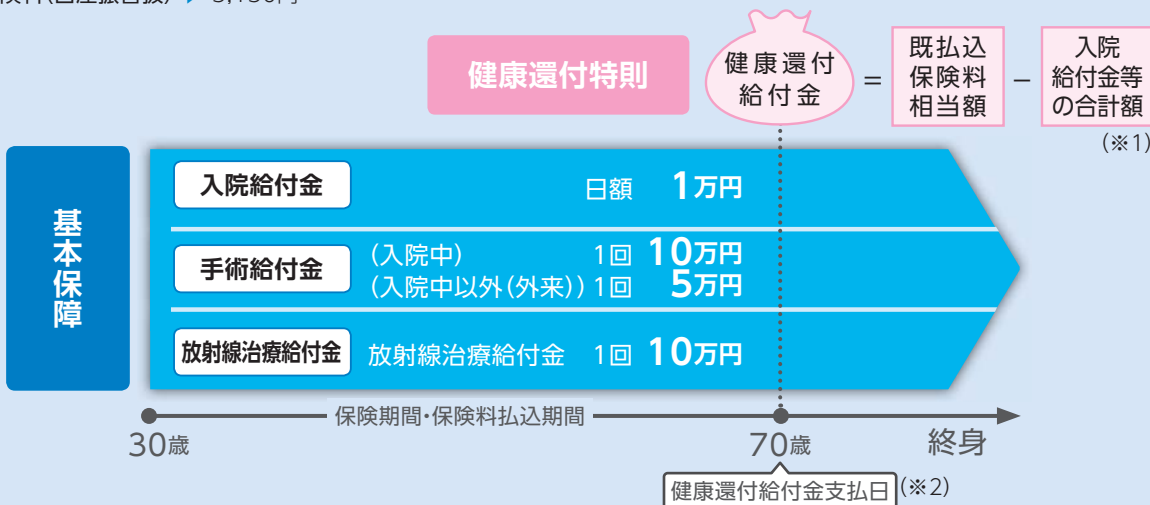 健康還付特則
健康還付
給付金
＝
既払込
保険料
相当額
－
入院
給付金等
の合計額
(※1)
基本保障
入院給付金 日額 1万円
手術給付金 (入院中) 1回 10万円
(入院中以外(外来)) 1回 5万円
放射線治療給付金 放射線治療給付金 1回 10万円
保険期間・保険料払込期間
30歳 70歳 終身
健康還付給付金支払日 (※2)